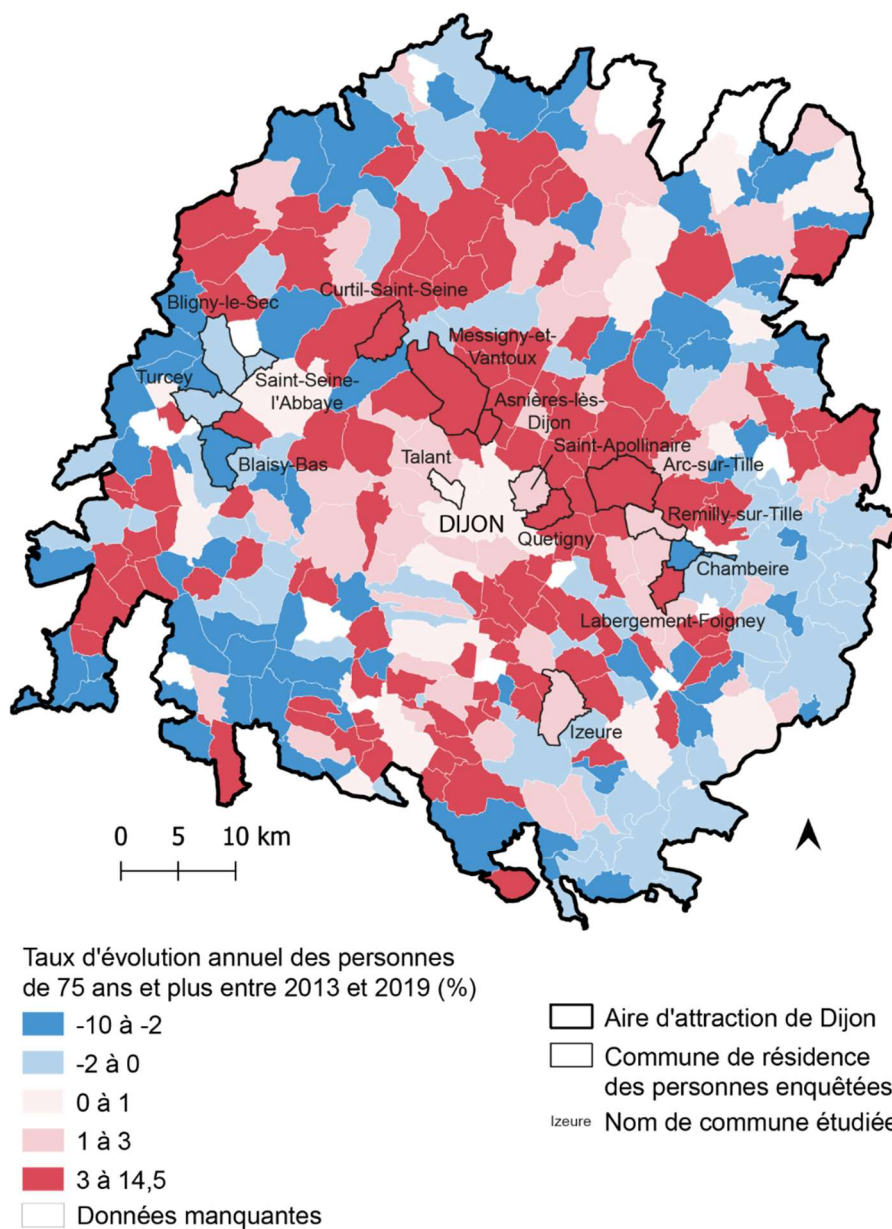 Bligny-le-Sec
Curtil-Saint-Seine
Messigny-et-
Vantoux
Turcey
Saint-Seine-
l'Abbaye
Asnières-lès-
Dijon
Saint-Apollinaire
Talant
Arc-sur-Tille
Blaisy-Bas
DIJON
Remilly-sur-Tille
Quetigny
Chambeire
Labergement-Foigney
Izeure
0 5 10 km
Taux d'évolution annuel des personnes
de 75 ans et plus entre 2013 et 2019 (%)
-10 à -2
-2 à 0
0 à 1
1 à 3
3 à 14,5
Données manquantes
Aire d'attraction de Dijon
Commune de résidence
des personnes enquêtées
Izeure Nom de commune étudiée